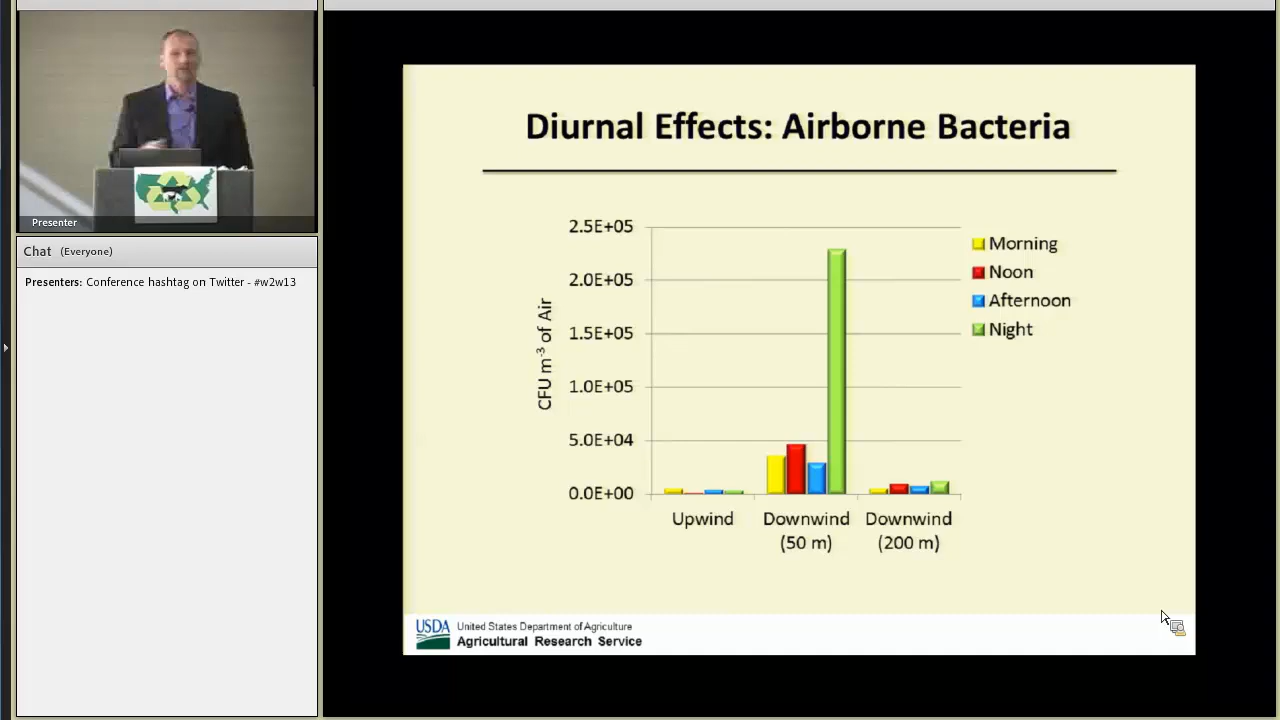 Presenter
Chat (Everyone)
Presenters: Conference hashtag on Twitter - #w2w13
Diurnal Effects: Airborne Bacteria
CFU m⁻³ of Air
2.5E+05
2.0E+05
1.5E+05
1.0E+05
5.0E+04
0.0E+00
Upwind
Downwind
(50 m)
Downwind
(200 m)
Morning
Noon
Afternoon
Night
USDA
United States Department of Agriculture
Agricultural Research Service